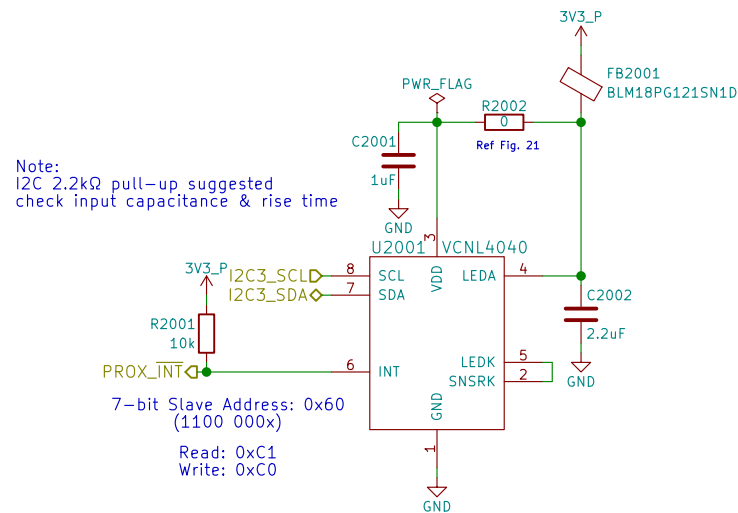 3V3_P
FB2001
BLM18PG121SN1D
PWR_FLAG
R2002
0
Ref Fig. 21
C2001
1uF
GND
Note:
I2C 2.2kΩ pull-up suggested
check input capacitance & rise time
U2001 VCNL4040
3
VDD
3V3_P
I2C3_SCL 8 SCL
LEDA 4
I2C3_SDA 7 SDA
C2002
2.2uF
GND
R2001
10k
PROX_INT 6 INT
LEDK 5
SNSRK 2
GND
1
GND
7-bit Slave Address: 0x60
(1100 000x)
Read: 0xC1
Write: 0xC0